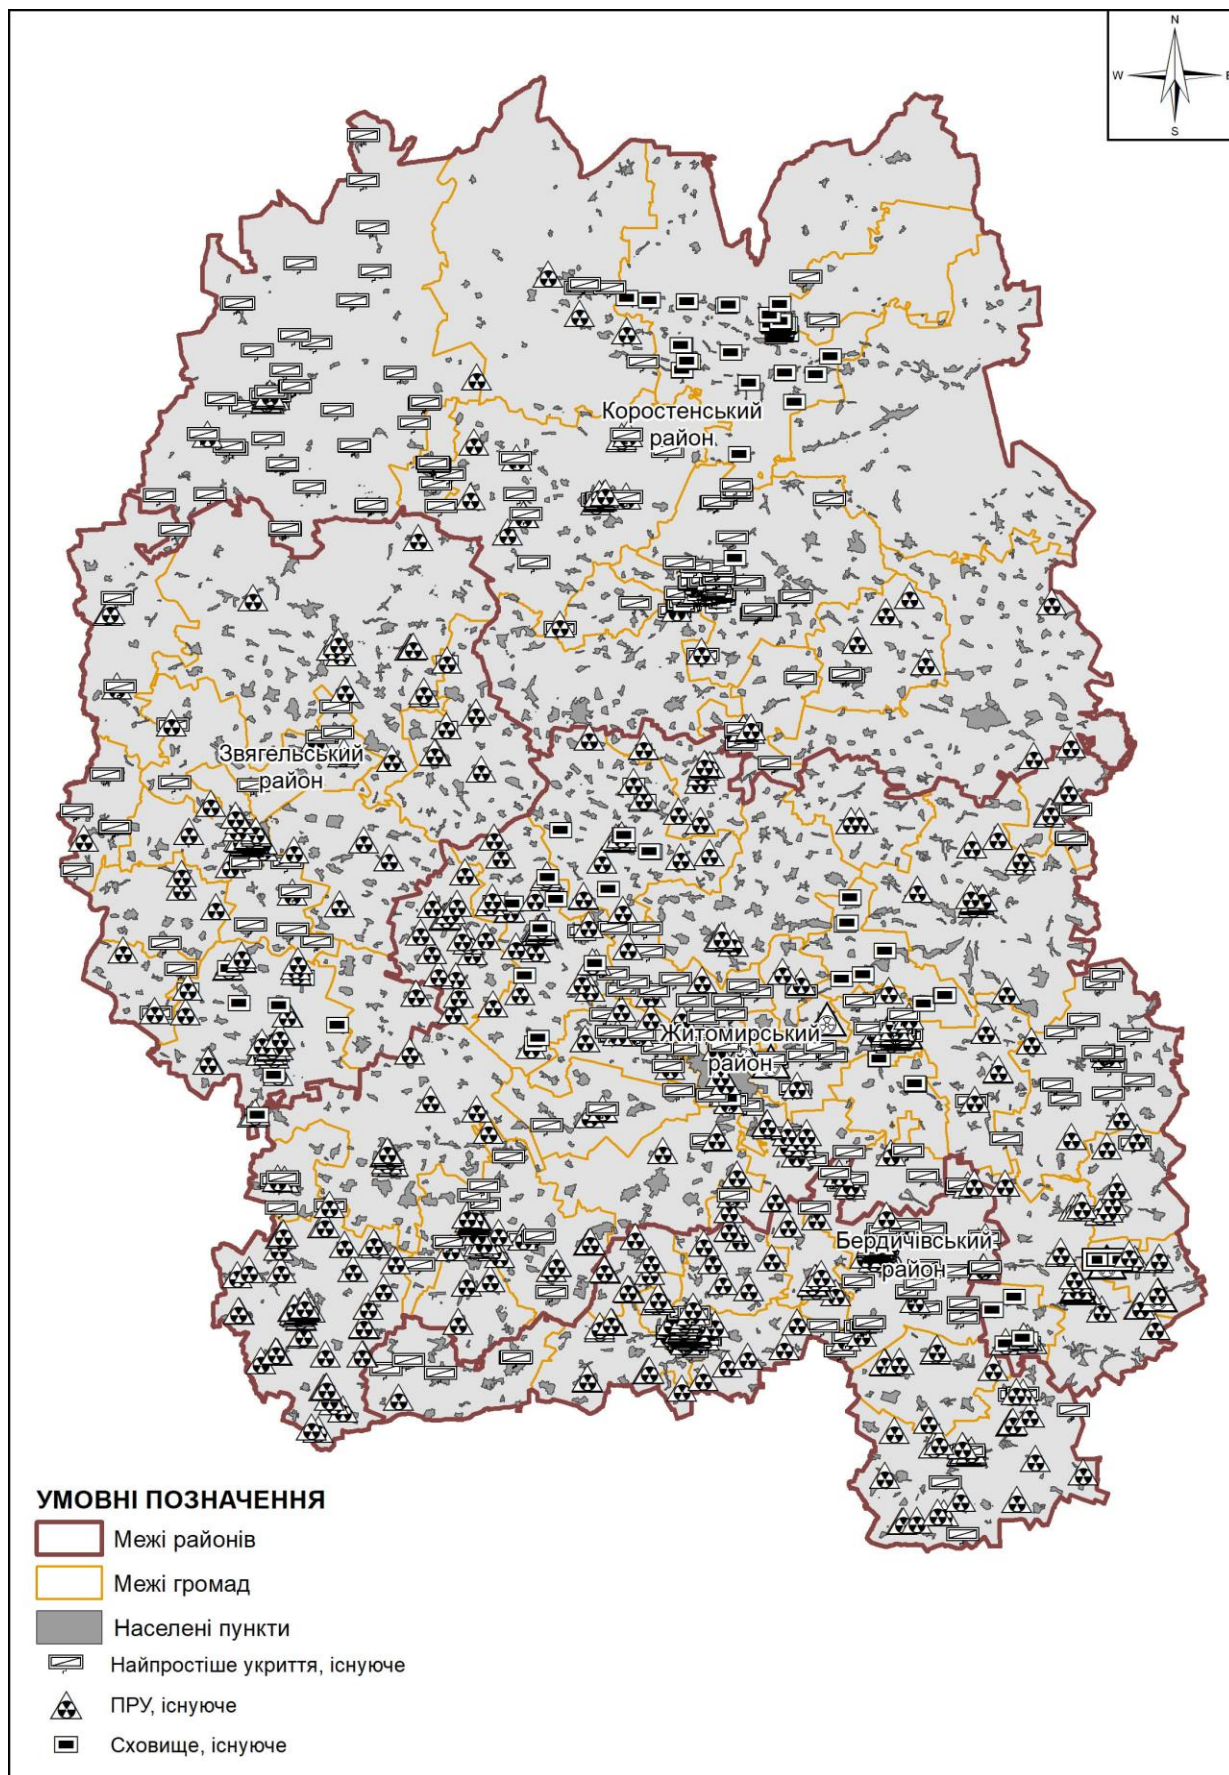 N
W
E
S
Коростенський
район
Звягельський
район
Житомирський
район
Бердичівський
район
УМОВНІ ПОЗНАЧЕННЯ
Межі районів
Межі громад
Населені пункти
Найпростіше укриття, існуюче
ПРУ, існуюче
Сховище, існуюче